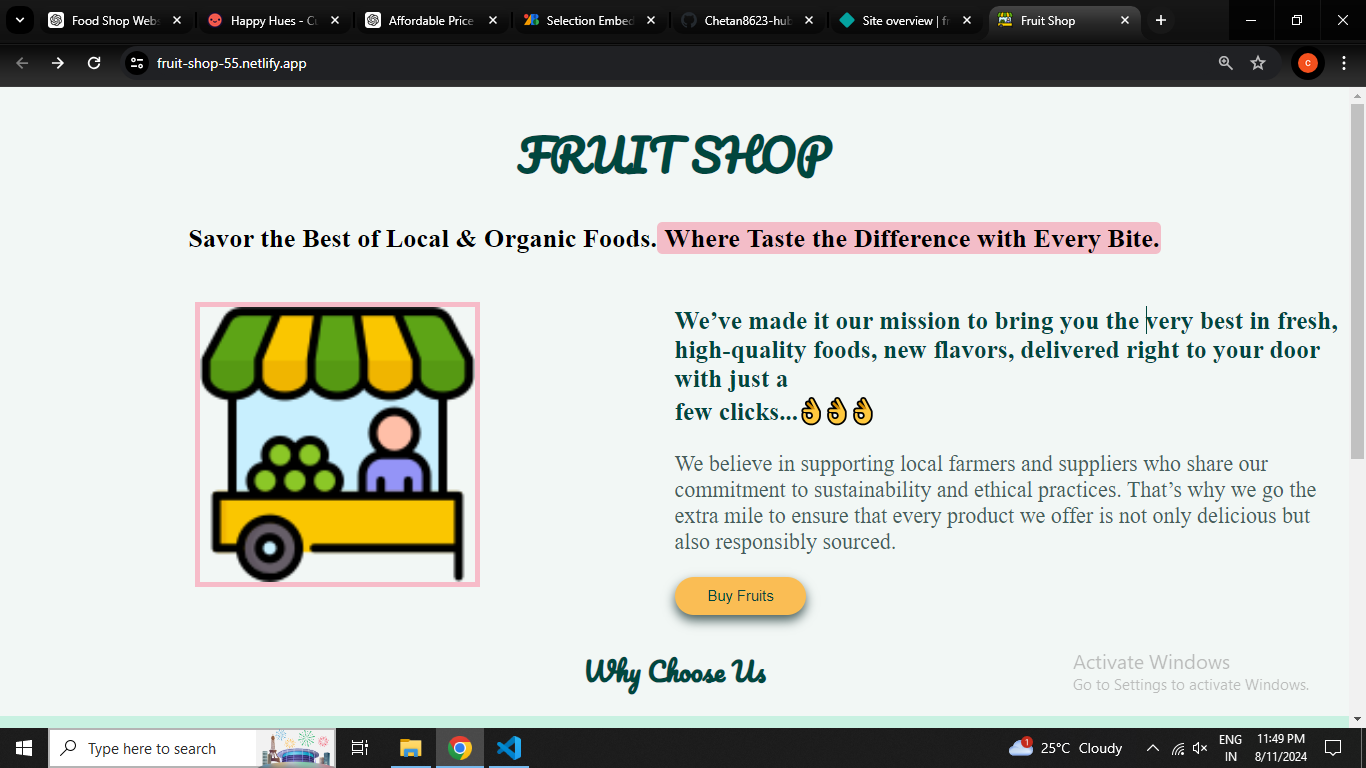 Food Shop Webs
Happy Hues - Cu
Affordable Price
Selection Embed
Chetan8623-hub
Site overview | fr
Fruit Shop
fruit-shop-55.netlify.app
c
FRUIT SHOP
Savor the Best of Local & Organic Foods. Where Taste the Difference with Every Bite.
We’ve made it our mission to bring you the very best in fresh,
high-quality foods, new flavors, delivered right to your door
with just a
few clicks...👌👌👌
We believe in supporting local farmers and suppliers who share our
commitment to sustainability and ethical practices. That’s why we go the
extra mile to ensure that every product we offer is not only delicious but
also responsibly sourced.
Buy Fruits
Why Choose Us
Activate Windows
Go to Settings to activate Windows.
Type here to search
1
25°C Cloudy
ENG
IN
11:49 PM
8/11/2024